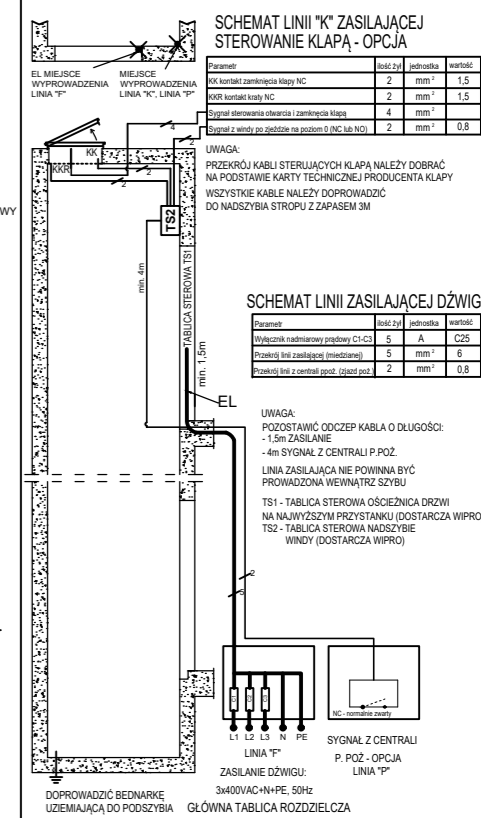 SCHEMAT LINII "K" ZASILAJĄCEJ
STEROWANIE KLAPĄ - OPCJA
EL MIEJSCE
WYPROWADZENIA
LINIA "F"
MIEJSCE
WYPROWADZENIA
LINIA "K", LINIA "P"
Parametr ilość żył jednostka wartość
KK kontakt zamknięcia klapy NC 2 mm² 1,5
KKR kontakt kraty NC 2 mm² 1,5
Sygnał sterowania otwarcia i zamknięcia klapą 4 mm²
Sygnał z windy po zjeździe na poziom 0 (NC lub NO) 2 mm² 0,8
4
2
KK
KKR
2
2
WY
TS2
UWAGA:
PRZEKRÓJ KABLI STERUJĄCYCH KLAPĄ NALEŻY DOBRAĆ
NA PODSTAWIE KARTY TECHNICZNEJ PRODUCENTA KLAPY
WSZYSTKIE KABLE NALEŻY DOPROWADZIĆ
DO NADSZYBIA STROPU Z ZAPASEM 3M
min. 4m
TABLICA STEROWA TS1
min. 1,5m
EL
SCHEMAT LINII ZASILAJĄCEJ DŹWIG
Parametr ilość żył jednostka wartość
Wyłącznik nadmiarowy prądowy C1-C3 5 A C25
Przekrój linii zasilającej (miedzianej) 5 mm² 6
Przekrój linii z centrali ppoż. (zjazd poż.) 2 mm² 0,8
UWAGA:
POZOSTAWIĆ ODCZEP KABLA O DŁUGOŚCI:
- 1,5m ZASILANIE
- 4m SYGNAŁ Z CENTRALI P.POŻ.
LINIA ZASILAJĄCA NIE POWINNA BYĆ
PROWADZONA WEWNĄTRZ SZYBU
TS1 - TABLICA STEROWA OŚCIEŻNICA DRZWI
NA NAJWYŻSZYM PRZYSTANKU (DOSTARCZA WIPRO
TS2 - TABLICA STEROWA NADSZYBIE
WINDY (DOSTARCZA WIPRO)
2
5
C1 C2 C3
L1 L2 L3 N PE
NC - normalnie zwarty
LINIA "F"
ZASILANIE DŹWIGU:
3x400VAC+N+PE, 50Hz
SYGNAŁ Z CENTRALI
P. POŻ - OPCJA
LINIA "P"
DOPROWADZIĆ BEDNARKĘ
UZIEMIAJĄCĄ DO PODSZYBIA
GŁÓWNA TABLICA ROZDZIELCZA